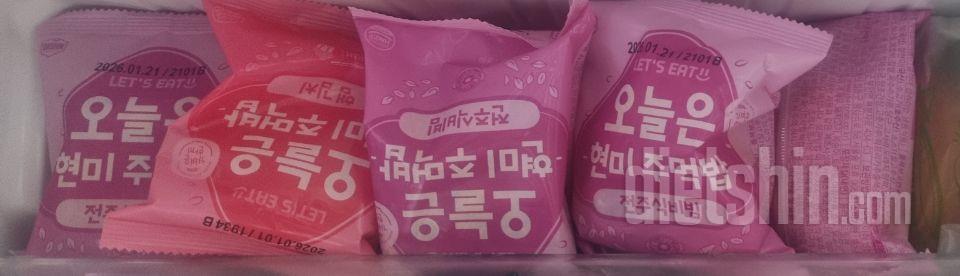 2026.01.21 / 2101B
LET'S EAT
오늘은
현미 주
전주
햄김치
현미 주먹밥
오늘은
LET'S EAT
2026.01.01 / 1934 B
전주식비빔
현미 주먹밥
오늘은
2026.01.21 / 2101B
LET'S EAT
오늘은
현미 주먹밥
전주식비빔
dietshin.com